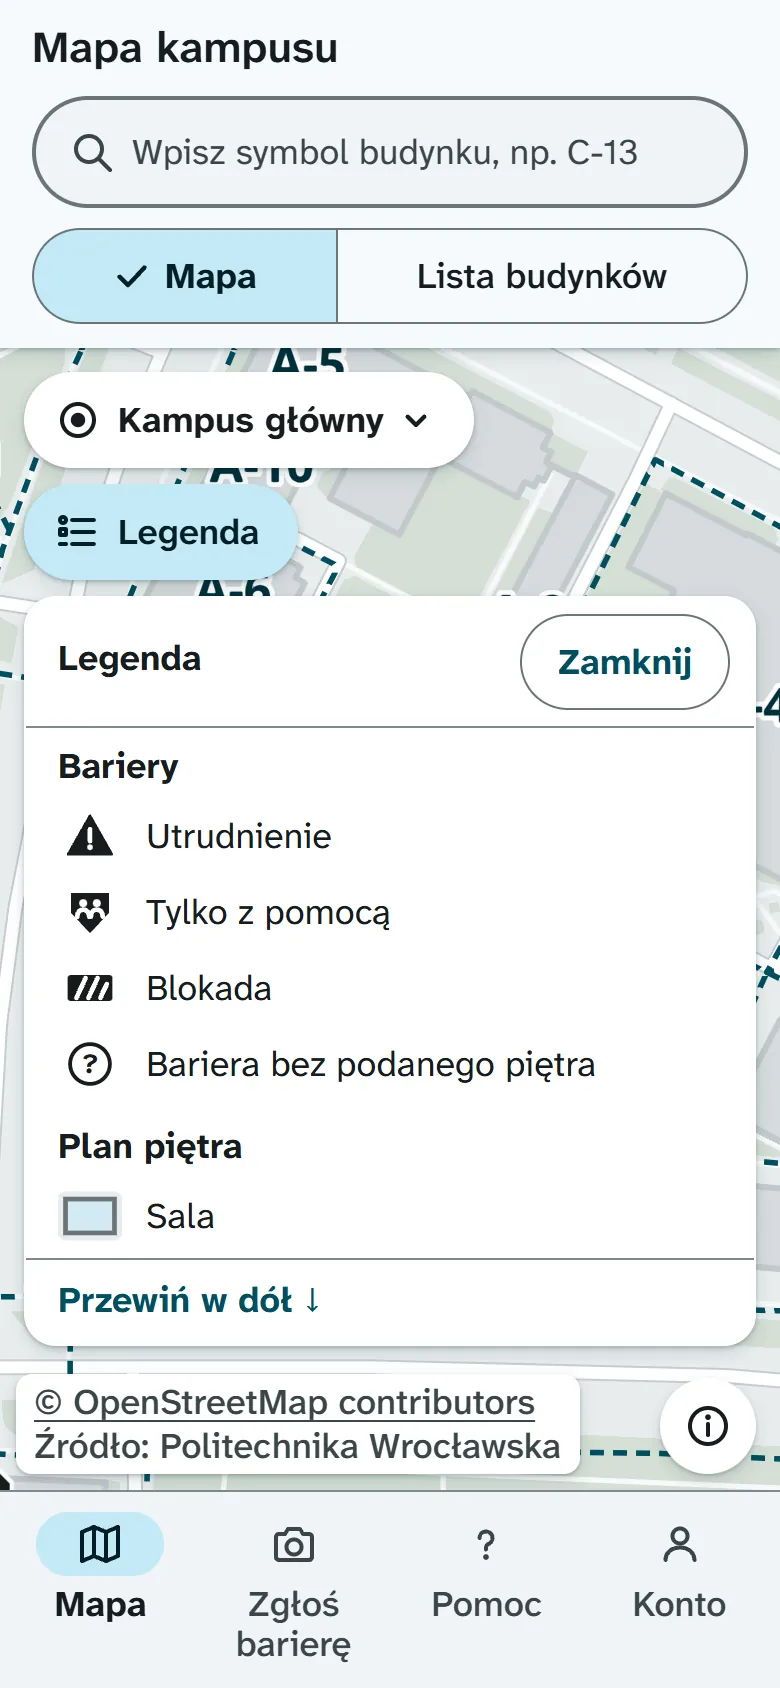 Mapa kampusu
Wpisz symbol budynku, np. C-13
Mapa
Lista budynków
A-5
Kampus główny
A-10
Legenda
A-6
Legenda
Zamknij
Bariery
Utrudnienie
Tylko z pomocą
Blokada
Bariera bez podanego piętra
Plan piętra
Sala
Przewiń w dół ↓
© OpenStreetMap contributors
Źródło: Politechnika Wrocławska
Mapa
Zgłoś
barierę
Pomoc
Konto